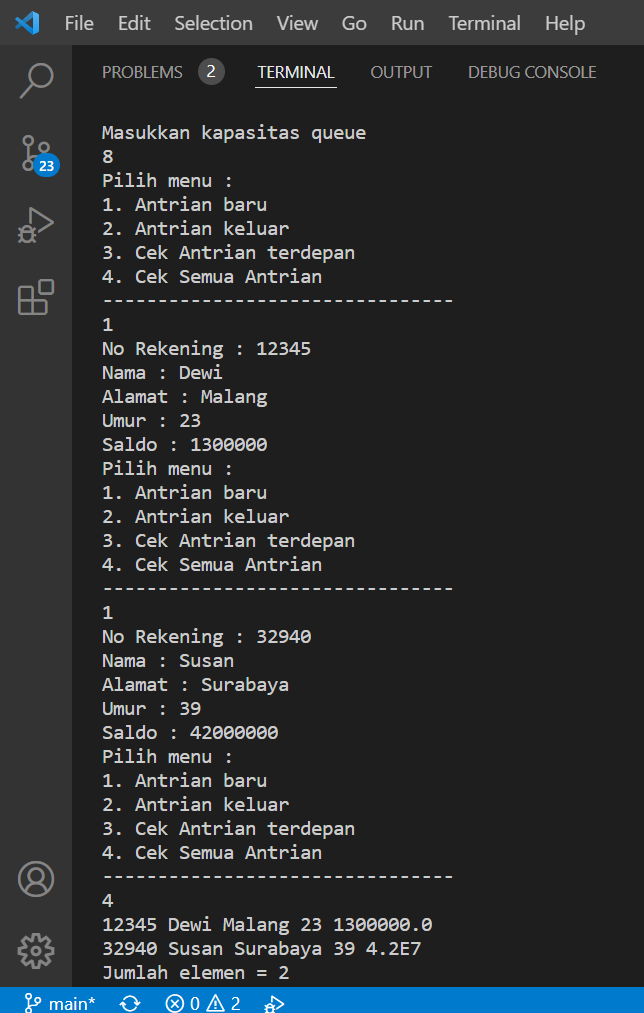 File Edit Selection View Go Run Terminal Help
PROBLEMS 2 TERMINAL OUTPUT DEBUG CONSOLE
23
Masukkan kapasitas queue
8
Pilih menu :
1. Antrian baru
2. Antrian keluar
3. Cek Antrian terdepan
4. Cek Semua Antrian
--------------------------------
1
No Rekening : 12345
Nama : Dewi
Alamat : Malang
Umur : 23
Saldo : 1300000
Pilih menu :
1. Antrian baru
2. Antrian keluar
3. Cek Antrian terdepan
4. Cek Semua Antrian
--------------------------------
1
No Rekening : 32940
Nama : Susan
Alamat : Surabaya
Umur : 39
Saldo : 42000000
Pilih menu :
1. Antrian baru
2. Antrian keluar
3. Cek Antrian terdepan
4. Cek Semua Antrian
--------------------------------
4
12345 Dewi Malang 23 1300000.0
32940 Susan Surabaya 39 4.2E7
Jumlah elemen = 2
main* 0 2